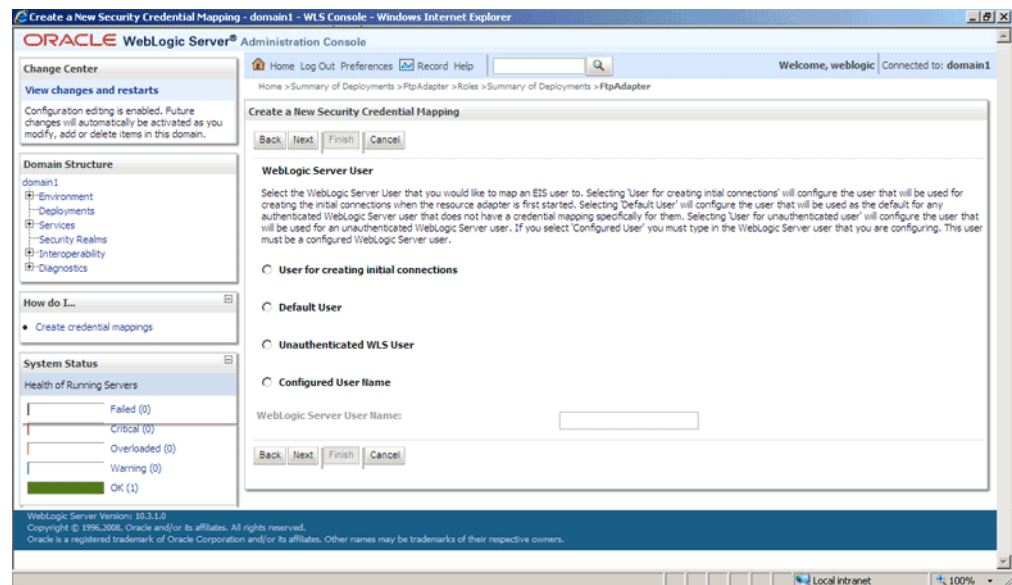 Create a New Security Credential Mapping - domain1 - WLS Console - Windows Internet Explorer
ORACLE WebLogic Server® Administration Console
Change Center
View changes and restarts
Configuration editing is enabled. Future
changes will automatically be activated as you
modify, add or delete items in this domain.
Domain Structure
domain1
Environment
Deployments
Services
Security Realms
Interoperability
Diagnostics
How do I...
Create credential mappings
System Status
Health of Running Servers
Failed (0)
Critical (0)
Overloaded (0)
Warning (0)
OK (1)
Home Log Out Preferences Record Help
Welcome, weblogic Connected to: domain1
Home >Summary of Deployments >FtpAdapter >Roles >Summary of Deployments >FtpAdapter
Create a New Security Credential Mapping
Back Next Finish Cancel
WebLogic Server User
Select the WebLogic Server User that you would like to map an EIS user to. Selecting 'User for creating intial connections' will configure the user that will be used for
creating the initial connections when the resource adapter is first started. Selecting 'Default User' will configure the user that will be used as the default for any
authenticated WebLogic Server user that does not have a credential mapping specifically for them. Selecting 'User for unauthenticated user' will configure the user that
will be used for an unauthenticated WebLogic Server user. If you select 'Configured User' you must type in the WebLogic Server user that you are configuring. This user
must be a configured WebLogic Server user.
User for creating initial connections
Default User
Unauthenticated WLS User
Configured User Name
WebLogic Server User Name:
Back Next Finish Cancel
WebLogic Server Version: 10.3.1.0
Copyright © 1996,2008, Oracle and/or its affiliates. All rights reserved.
Oracle is a registered trademark of Oracle Corporation and/or its affiliates. Other names may be trademarks of their respective owners.
Local intranet
100%